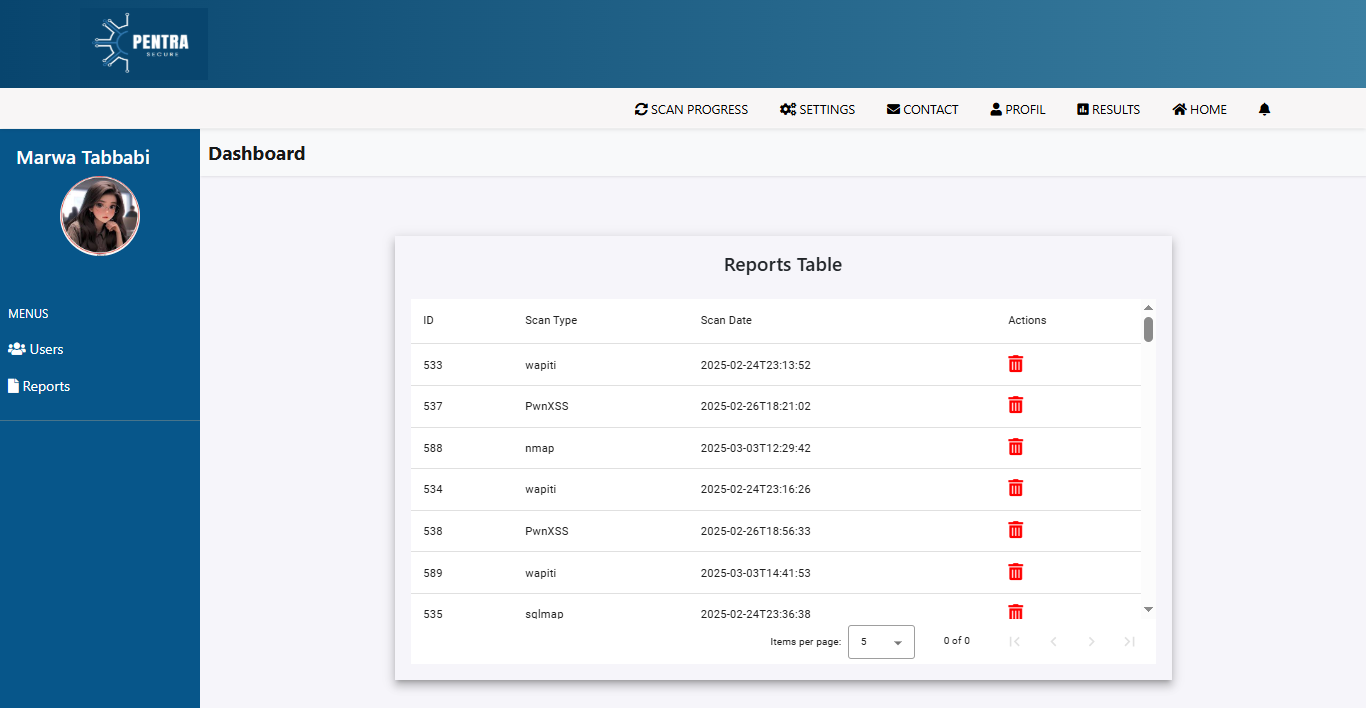 PENTRA
SECURE
SCAN PROGRESS SETTINGS CONTACT PROFIL RESULTS HOME
Marwa Tabbabi
Dashboard
MENUS
Users
Reports
Reports Table
ID Scan Type Scan Date Actions
533 wapiti 2025-02-24T23:13:52
537 PwnXSS 2025-02-26T18:21:02
588 nmap 2025-03-03T12:29:42
534 wapiti 2025-02-24T23:16:26
538 PwnXSS 2025-02-26T18:56:33
589 wapiti 2025-03-03T14:41:53
535 sqlmap 2025-02-24T23:36:38
Items per page: 5 0 of 0